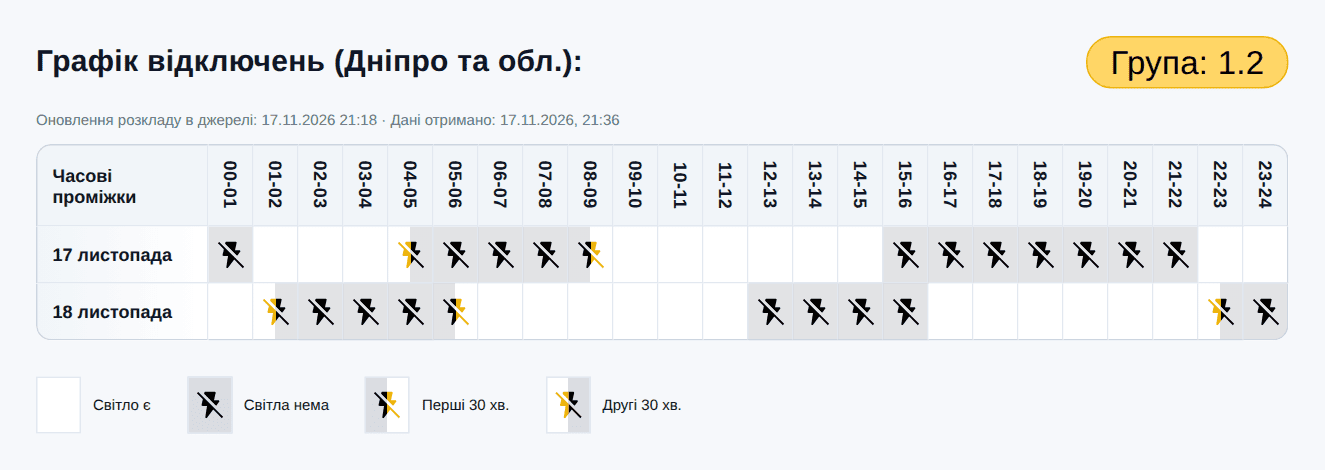 Графік відключень (Дніпро та обл.):
Група: 1.2
Оновлення розкладу в джерелі: 17.11.2026 21:18 · Дані отримано: 17.11.2026, 21:36
Часові
проміжки
00-01
01-02
02-03
03-04
04-05
05-06
06-07
07-08
08-09
09-10
10-11
11-12
12-13
13-14
14-15
15-16
16-17
17-18
18-19
19-20
20-21
21-22
22-23
23-24
17 листопада
18 листопада
Світло є
Світла нема
Перші 30 хв.
Другі 30 хв.